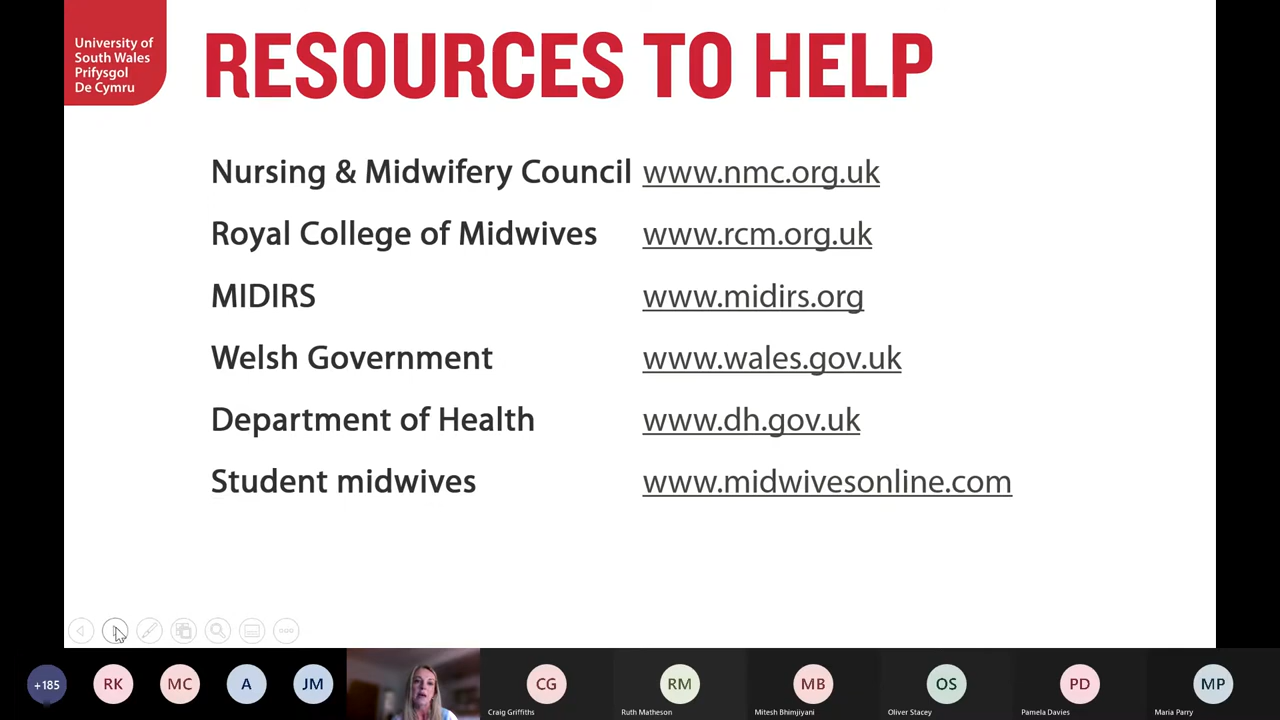 University of
South Wales
Prifysgol
De Cymru
RESOURCES TO HELP
Nursing & Midwifery Council www.nmc.org.uk
Royal College of Midwives www.rcm.org.uk
MIDIRS www.midirs.org
Welsh Government www.wales.gov.uk
Department of Health www.dh.gov.uk
Student midwives www.midwivesonline.com
+185 RK MC A JM CG RM MB OS PD MP
Craig Griffiths Ruth Matheson Mitesh Bhimjiyani Oliver Stacey Pamela Davies Maria Parry